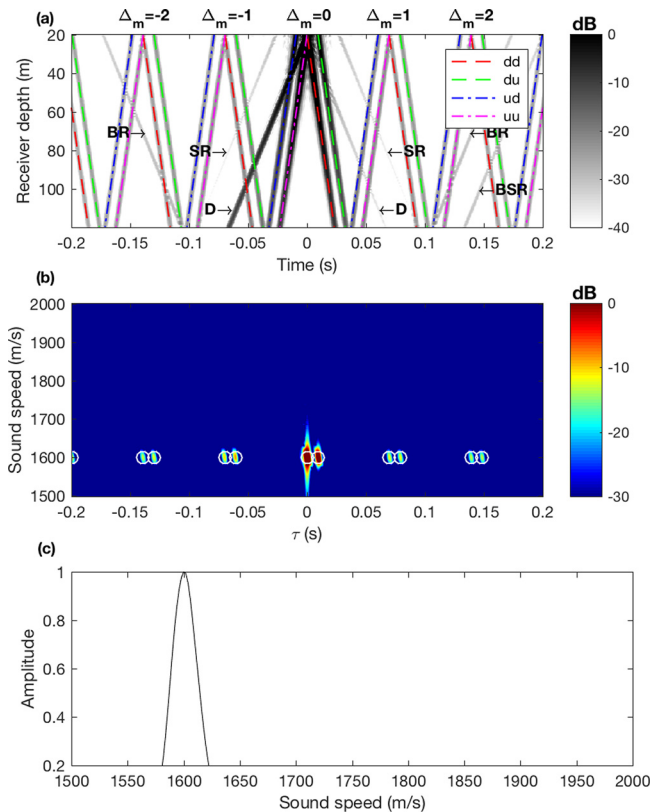 (a) Δm=-2 Δm=-1 Δm=0 Δm=1 Δm=2 dB
Receiver depth (m)
20
40
60
80
100
dd
du
ud
uu
BR→ ←BR
SR→ ←SR
←BSR
D→ ←D
-0.2 -0.15 -0.1 -0.05 0 0.05 0.1 0.15 0.2
Time (s)
0
-10
-20
-30
-40
(b) dB
Sound speed (m/s)
2000
1900
1800
1700
1600
1500
-0.2 -0.15 -0.1 -0.05 0 0.05 0.1 0.15 0.2
τ (s)
0
-10
-20
-30
(c)
Amplitude
1
0.8
0.6
0.4
0.2
1500 1550 1600 1650 1700 1750 1800 1850 1900 1950 2000
Sound speed (m/s)